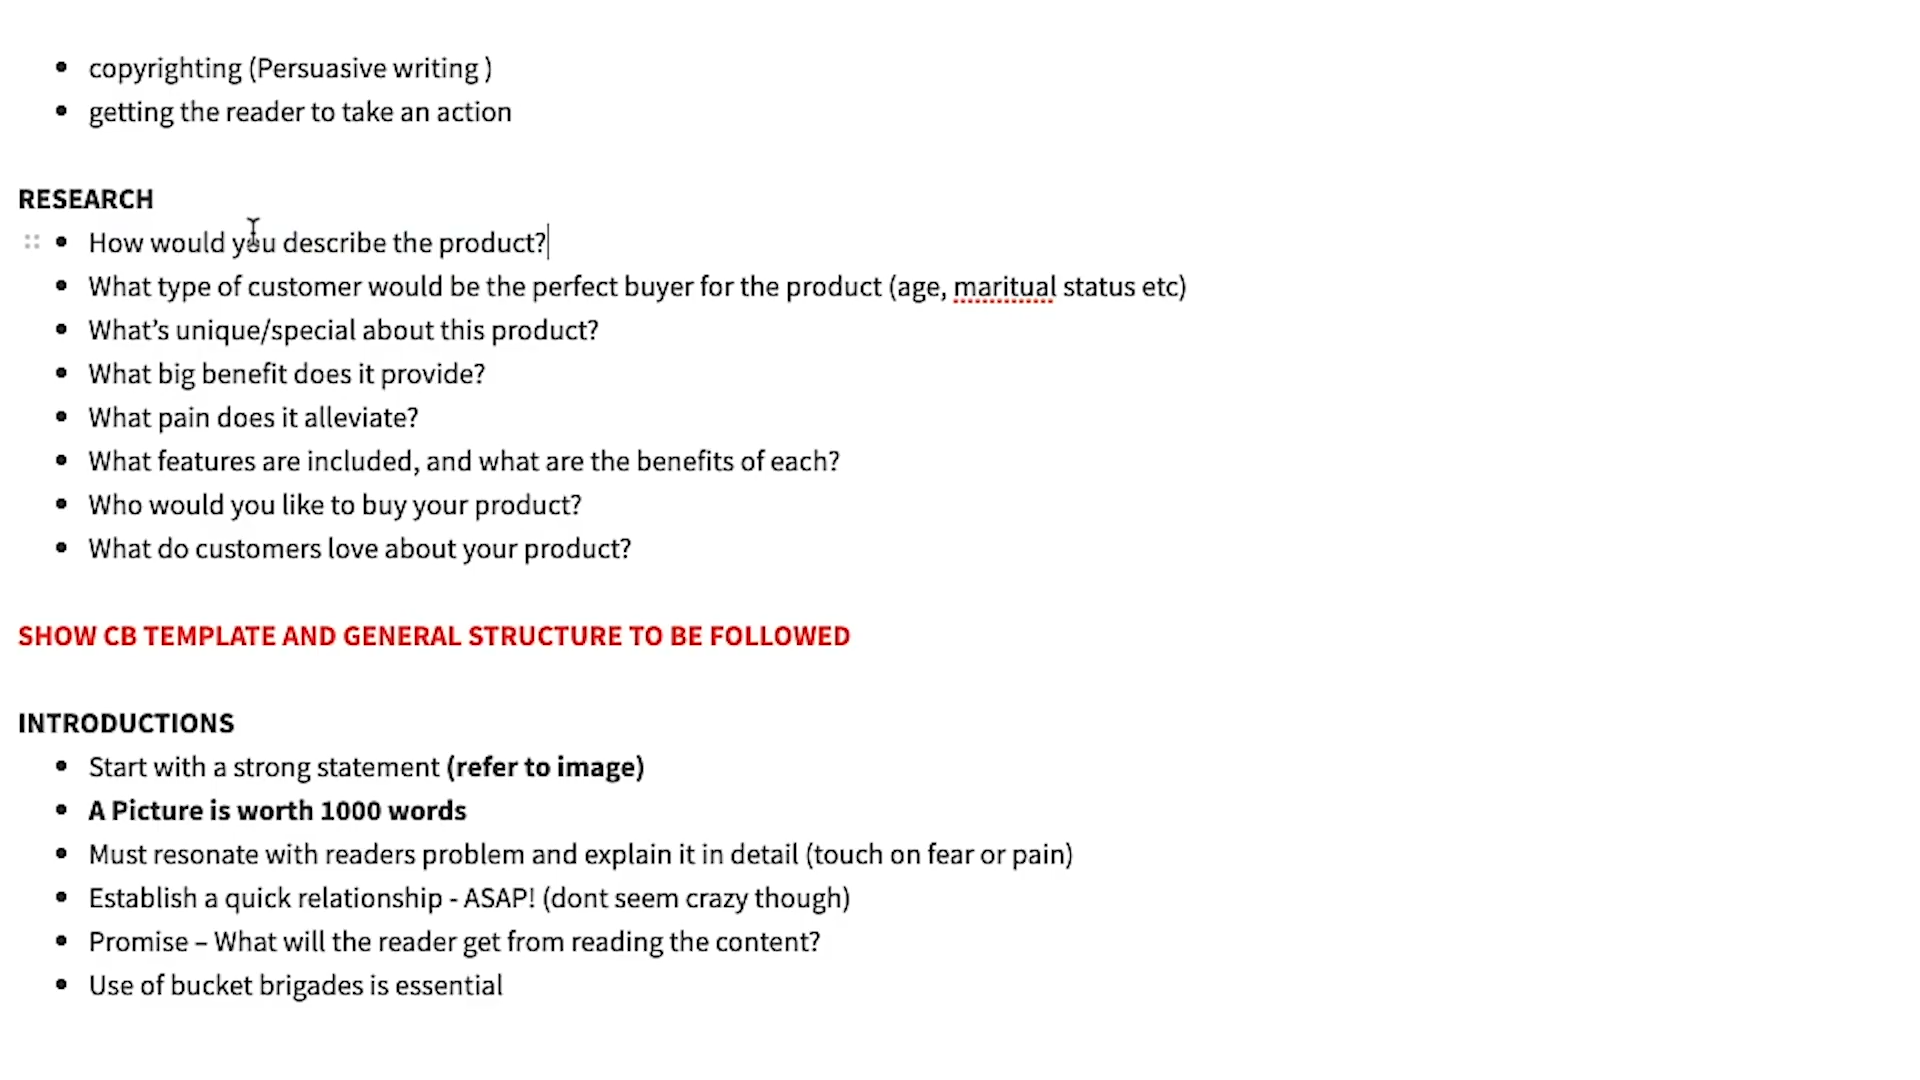 copyrighting (Persuasive writing )
getting the reader to take an action
RESEARCH
How would you describe the product?
What type of customer would be the perfect buyer for the product (age, maritual status etc)
What’s unique/special about this product?
What big benefit does it provide?
What pain does it alleviate?
What features are included, and what are the benefits of each?
Who would you like to buy your product?
What do customers love about your product?
SHOW CB TEMPLATE AND GENERAL STRUCTURE TO BE FOLLOWED
INTRODUCTIONS
Start with a strong statement (refer to image)
A Picture is worth 1000 words
Must resonate with readers problem and explain it in detail (touch on fear or pain)
Establish a quick relationship - ASAP! (dont seem crazy though)
Promise – What will the reader get from reading the content?
Use of bucket brigades is essential